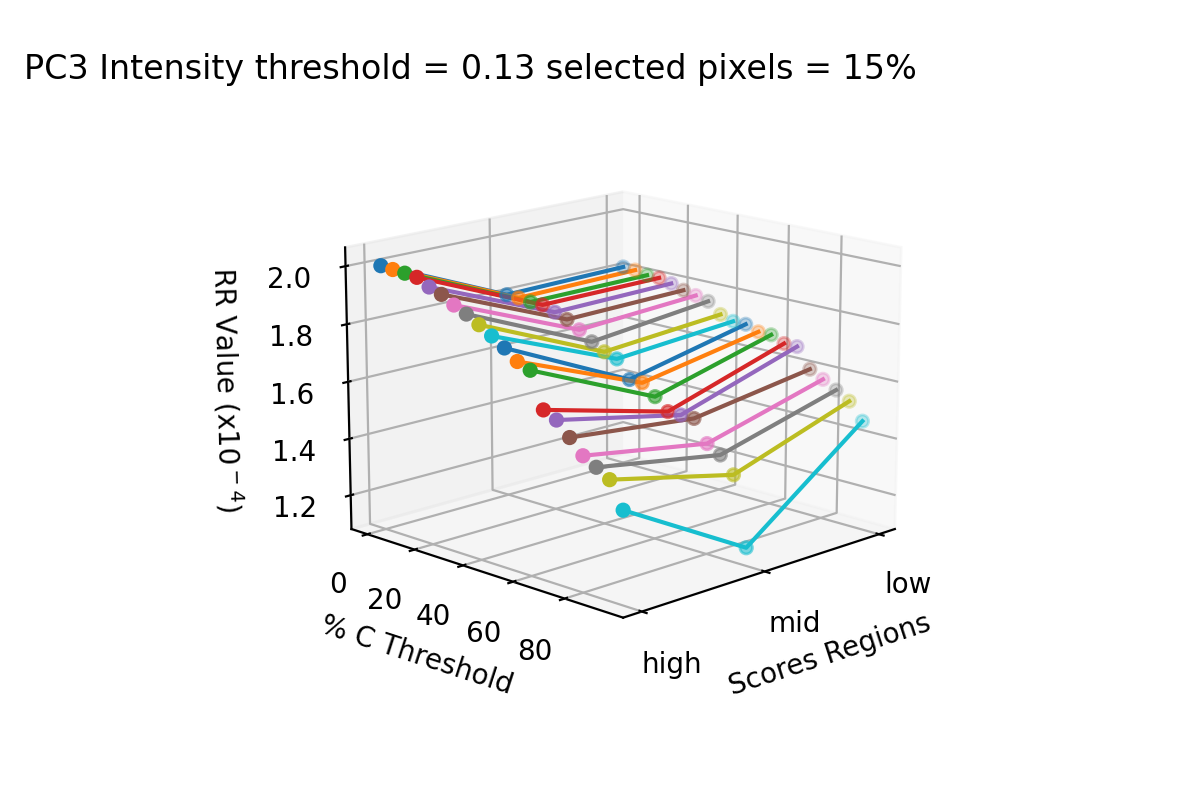 PC3 Intensity threshold = 0.13 selected pixels = 15%
RR Value (x10⁻⁴)
2.0
1.8
1.6
1.4
1.2
0
20
40
60
80
% C Threshold
high
mid
low
Scores Regions